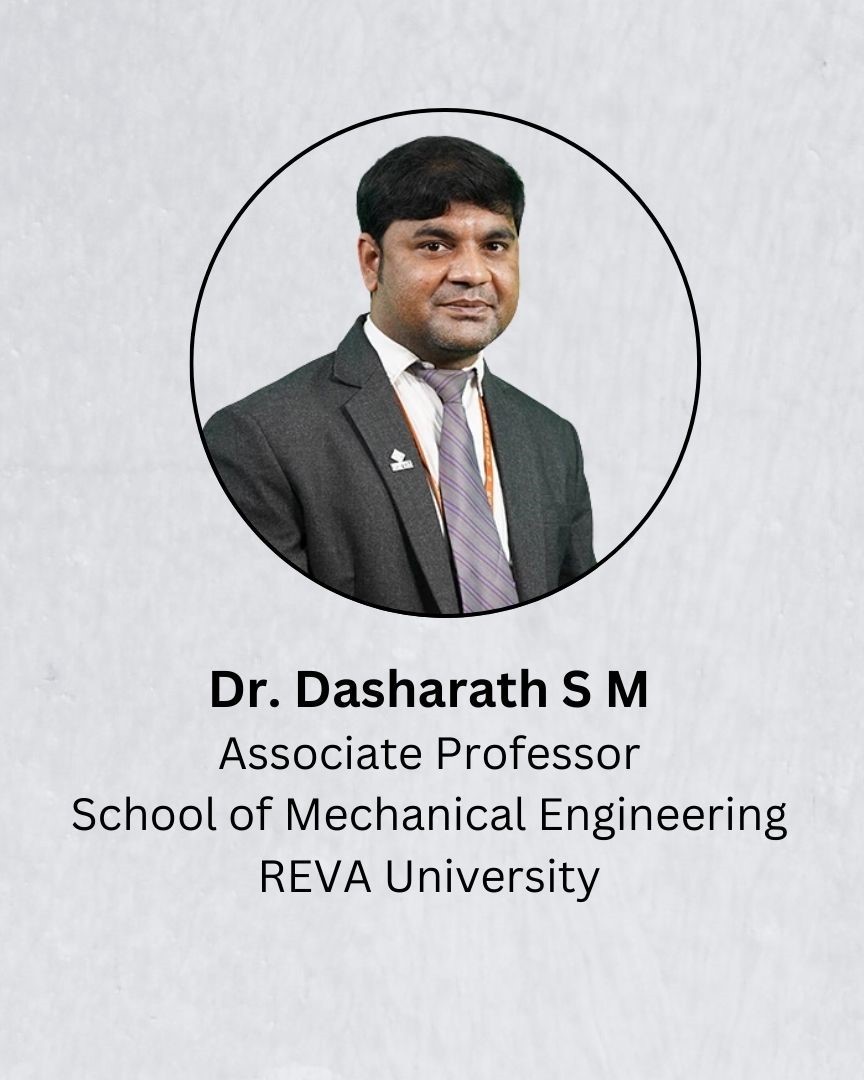 Dr. Dasharath S M
Associate Professor
School of Mechanical Engineering
REVA University